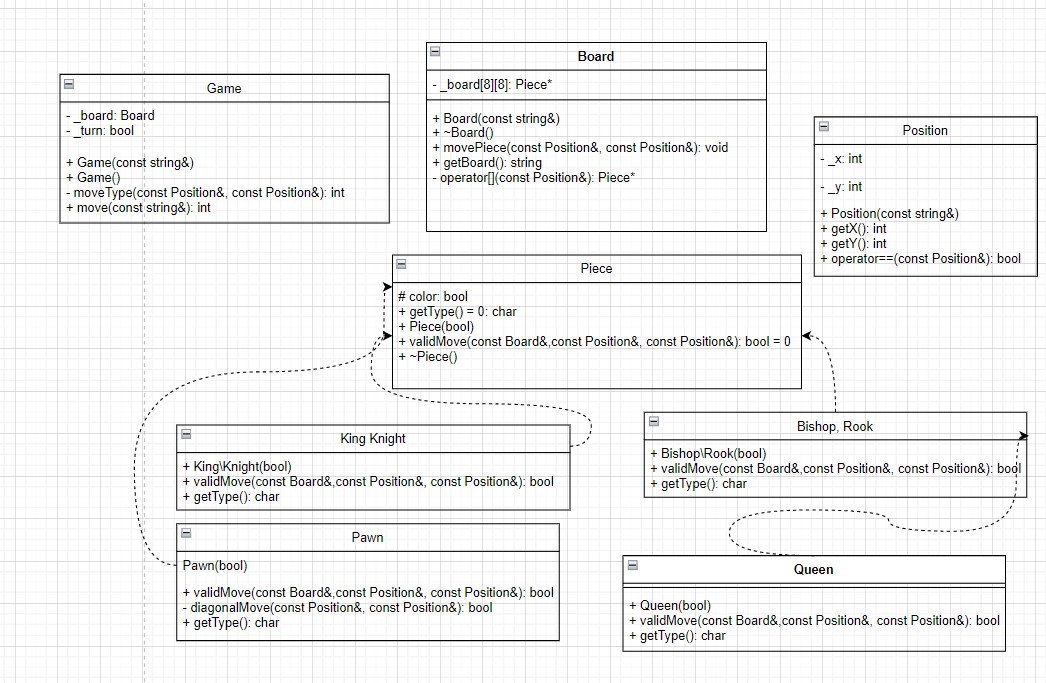 Game
- _board: Board
- _turn: bool
+ Game(const string&)
+ Game()
- moveType(const Position&, const Position&): int
+ move(const string&): int
Board
- _board[8][8]: Piece*
+ Board(const string&)
+ ~Board()
+ movePiece(const Position&, const Position&): void
+ getBoard(): string
- operator[](const Position&): Piece*
Position
- _x: int
- _y: int
+ Position(const string&)
+ getX(): int
+ getY(): int
+ operator==(const Position&): bool
Piece
# color: bool
+ getType() = 0: char
+ Piece(bool)
+ validMove(const Board&,const Position&, const Position&): bool = 0
+ ~Piece()
King Knight
+ King\Knight(bool)
+ validMove(const Board&,const Position&, const Position&): bool
+ getType(): char
Bishop, Rook
+ Bishop\Rook(bool)
+ validMove(const Board&,const Position&, const Position&): bool
+ getType(): char
Pawn
Pawn(bool)
+ validMove(const Board&,const Position&, const Position&): bool
- diagonalMove(const Position&, const Position&): bool
+ getType(): char
Queen
+ Queen(bool)
+ validMove(const Board&,const Position&, const Position&): bool
+ getType(): char